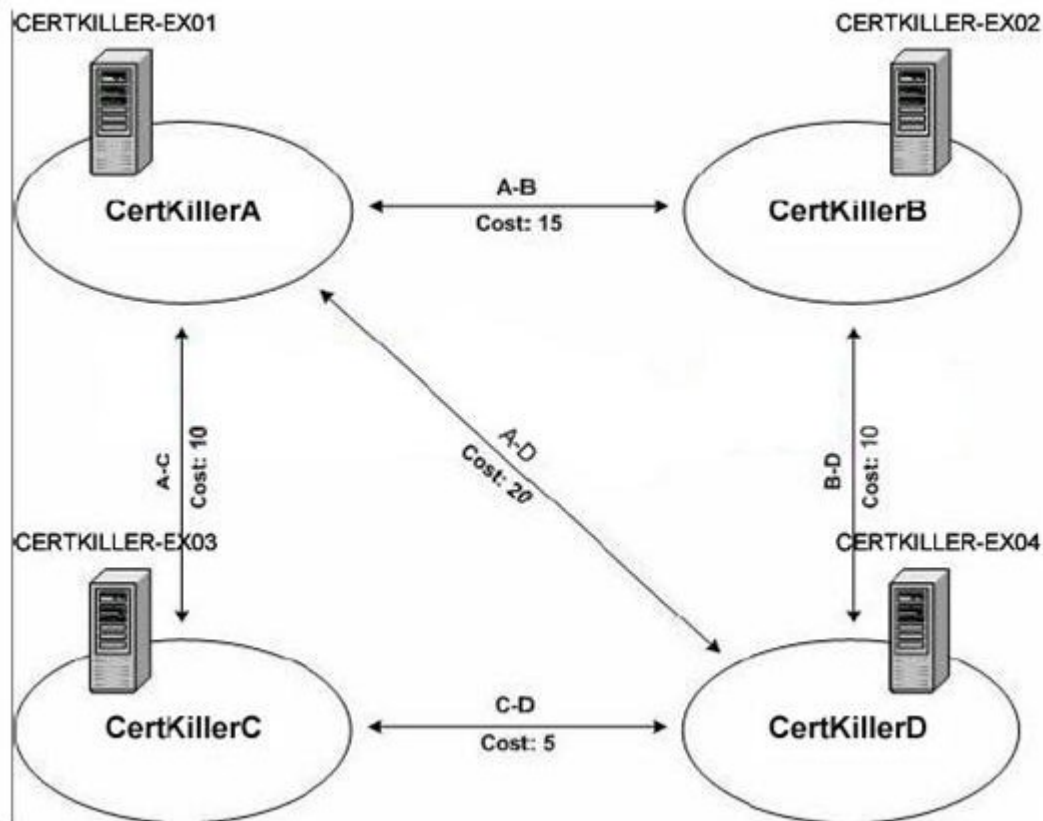 CERTKILLER-EX01
CERTKILLER-EX02
CertKillerA
A-B
Cost: 15
CertKillerB
A-C
Cost: 10
A-D
Cost: 20
B-D
Cost: 10
CERTKILLER-EX03
CERTKILLER-EX04
CertKillerC
C-D
Cost: 5
CertKillerD